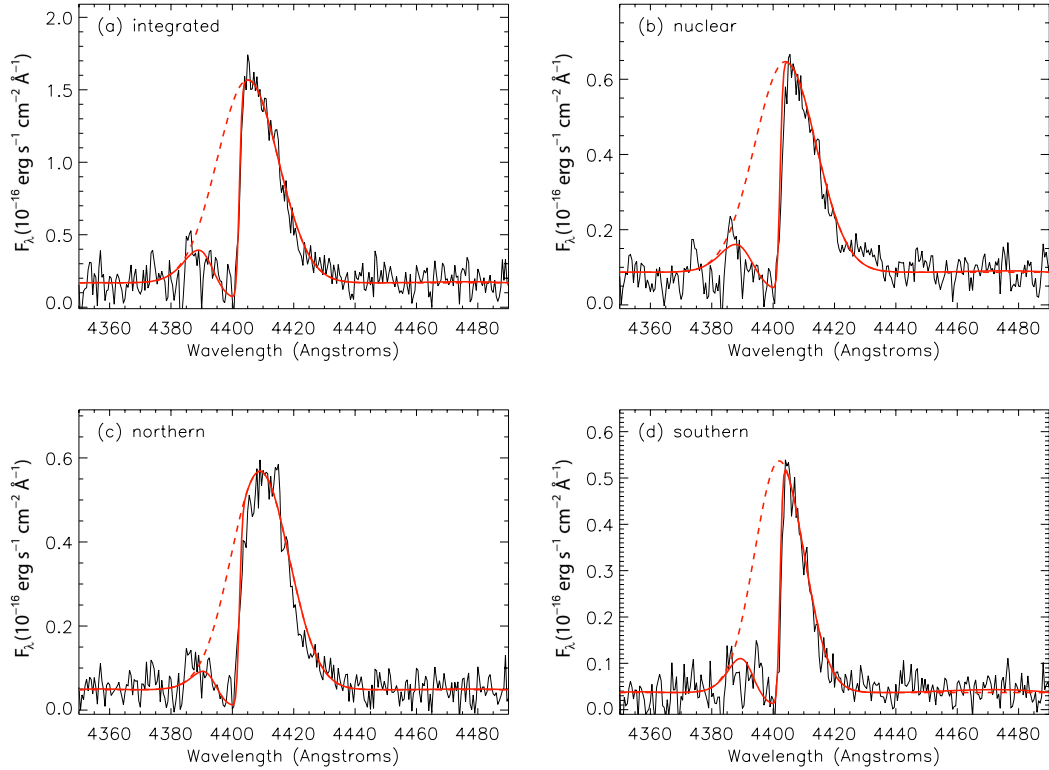 (a) integrated
2.0
1.5
1.0
0.5
0.0
F_λ (10⁻¹⁶ erg s⁻¹ cm⁻² Å⁻¹)
4360 4380 4400 4420 4440 4460 4480
Wavelength (Angstroms)
(b) nuclear
0.6
0.4
0.2
0.0
F_λ (10⁻¹⁶ erg s⁻¹ cm⁻² Å⁻¹)
4360 4380 4400 4420 4440 4460 4480
Wavelength (Angstroms)
(c) northern
0.6
0.4
0.2
0.0
F_λ (10⁻¹⁶ erg s⁻¹ cm⁻² Å⁻¹)
4360 4380 4400 4420 4440 4460 4480
Wavelength (Angstroms)
(d) southern
0.6
0.5
0.4
0.3
0.2
0.1
0.0
F_λ (10⁻¹⁶ erg s⁻¹ cm⁻² Å⁻¹)
4360 4380 4400 4420 4440 4460 4480
Wavelength (Angstroms)